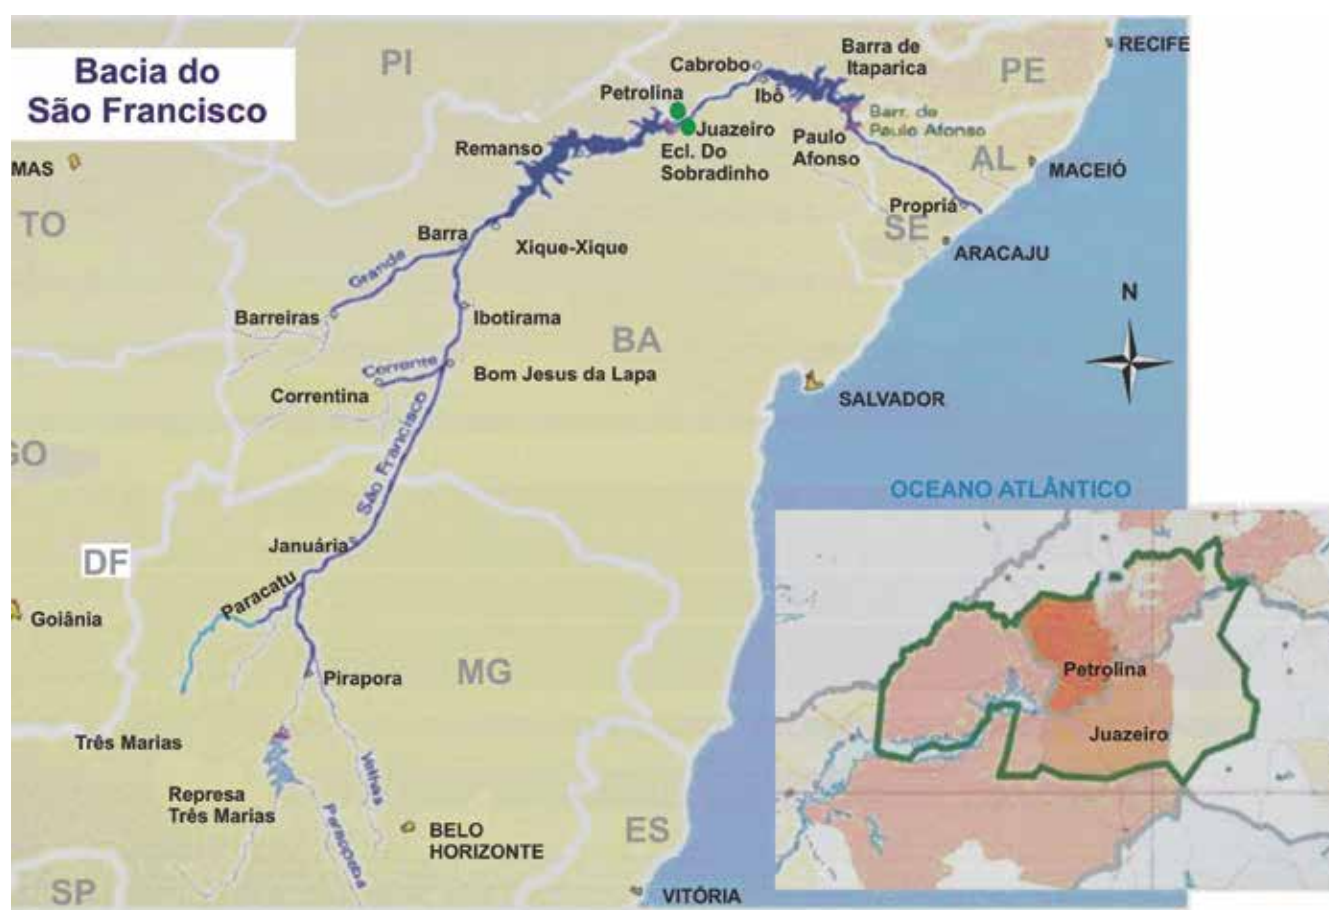 Bacia do
São Francisco
PI
PE
RECIFE
Barra de
Itaparica
Cabrobo
Petrolina
Ibó
Barr. de
Paulo Afonso
Juazeiro
Paulo
Afonso
Remanso
Ecl. Do
Sobradinho
AL
MACEIÓ
MAS
TO
Propriá
SE
Barra
Xique-Xique
ARACAJU
Grande
N
Barreiras
Ibotirama
BA
Corrente
Bom Jesus da Lapa
Correntina
SALVADOR
São Francisco
GO
OCEANO ATLÂNTICO
Januária
DF
Paracatu
Goiânia
Pirapora
MG
Petrolina
Juazeiro
Três Marias
Velhas
Represa
Três Marias
Paraopeba
BELO
HORIZONTE
ES
SP
VITÓRIA